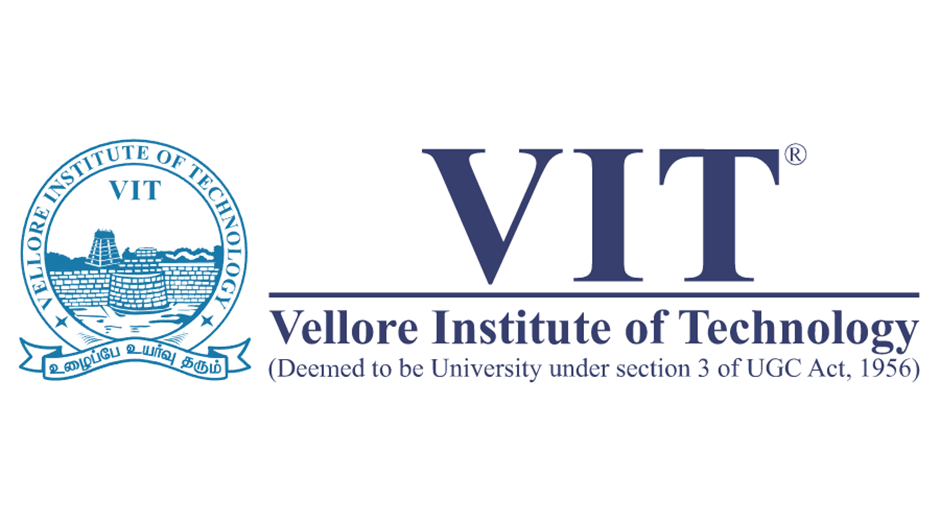 VELLORE INSTITUTE OF TECHNOLOGY
VIT
உழைப்பே உயர்வு தரும்
VIT®
Vellore Institute of Technology
(Deemed to be University under section 3 of UGC Act, 1956)